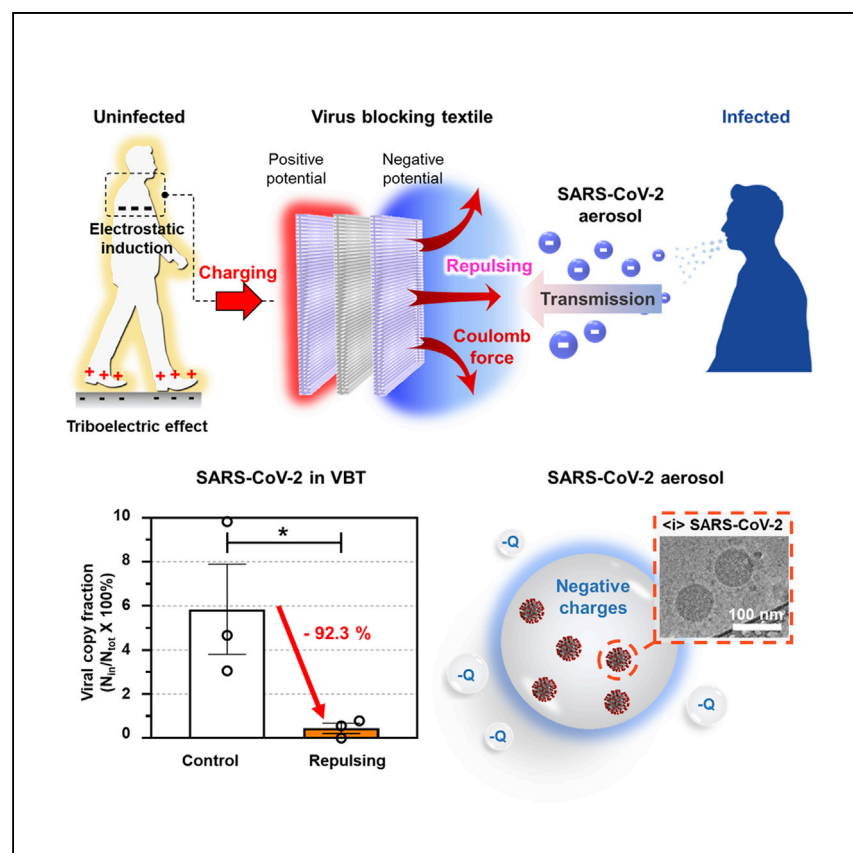 Uninfected
Virus blocking textile
Infected
Positive
potential
Negative
potential
SARS-CoV-2
aerosol
Electrostatic
induction
Charging
Repulsing
Transmission
Coulomb
force
+ + +
+ + +
- - -
- - -
Triboelectric effect
SARS-CoV-2 in VBT
Viral copy fraction
(Nin/Ntot X 100%)
10
8
6
4
2
0
*
- 92.3 %
Control
Repulsing
SARS-CoV-2 aerosol
<i> SARS-CoV-2
100 nm
Negative
charges
-Q
-Q
-Q
-Q